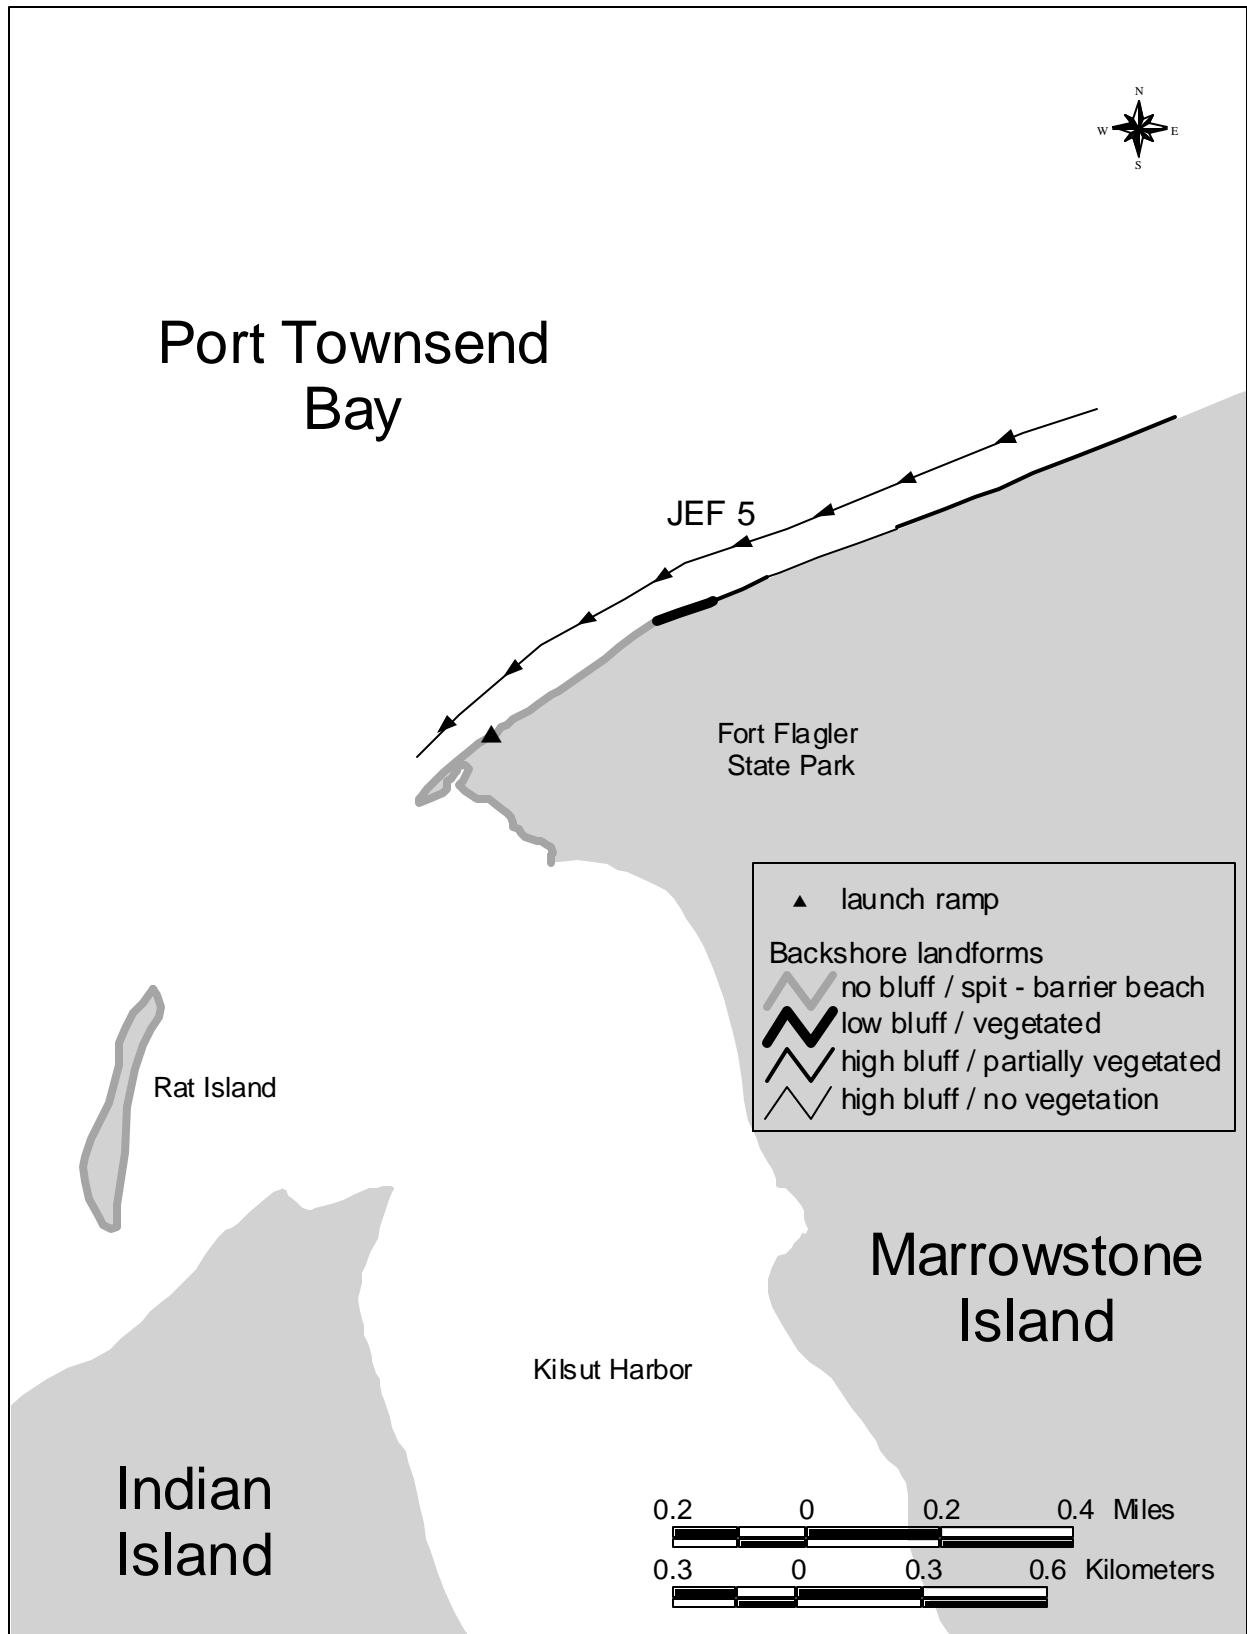 N
W E
S
Port Townsend
Bay
JEF 5
Fort Flagler
State Park
launch ramp
Backshore landforms
no bluff / spit - barrier beach
low bluff / vegetated
high bluff / partially vegetated
high bluff / no vegetation
Rat Island
Marrowstone
Island
Kilsut Harbor
Indian
Island
0.2 0 0.2 0.4 Miles
0.3 0 0.3 0.6 Kilometers